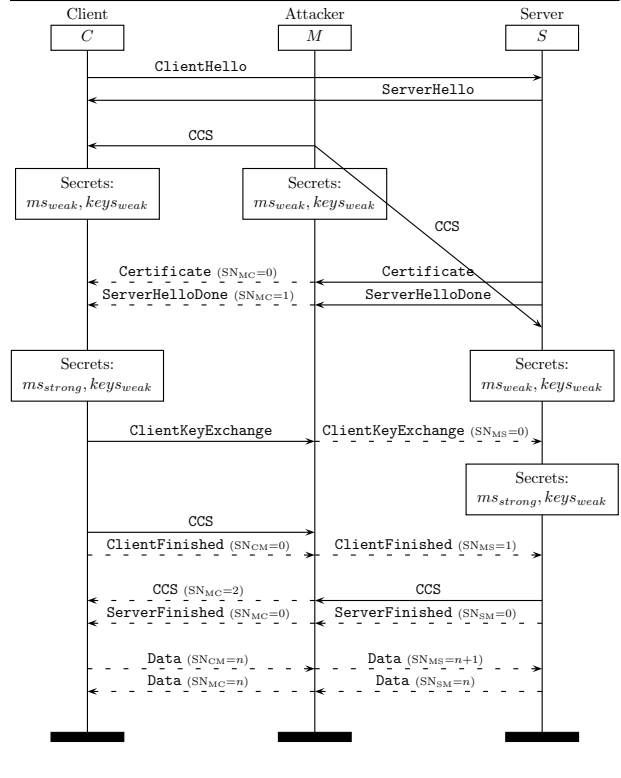 Client Attacker Server
C M S
ClientHello
ServerHello
CCS
Secrets: Secrets:
ms_weak, keys_weak ms_weak, keys_weak
CCS
Certificate (SN_MC=0) Certificate
ServerHelloDone (SN_MC=1) ServerHelloDone
Secrets: Secrets:
ms_strong, keys_weak ms_weak, keys_weak
ClientKeyExchange ClientKeyExchange (SN_MS=0)
Secrets:
ms_strong, keys_weak
CCS
ClientFinished (SN_CM=0) ClientFinished (SN_MS=1)
CCS (SN_MC=2) CCS
ServerFinished (SN_MC=0) ServerFinished (SN_SM=0)
Data (SN_CM=n) Data (SN_MS=n+1)
Data (SN_MC=n) Data (SN_SM=n)